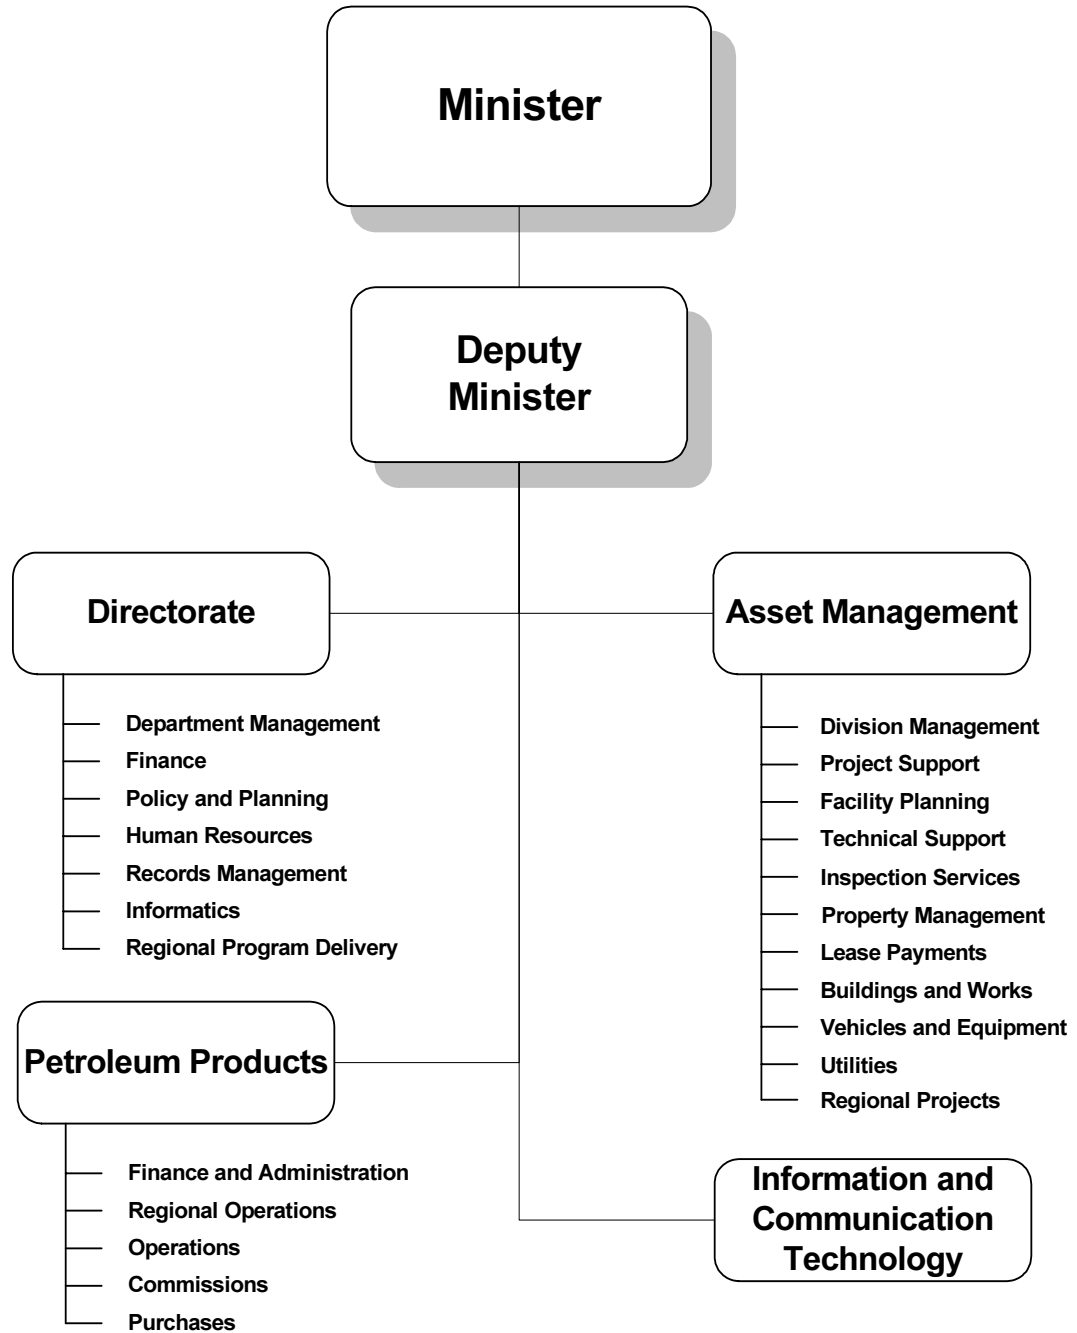 Minister
Deputy
Minister
Directorate
Department Management
Finance
Policy and Planning
Human Resources
Records Management
Informatics
Regional Program Delivery
Asset Management
Division Management
Project Support
Facility Planning
Technical Support
Inspection Services
Property Management
Lease Payments
Buildings and Works
Vehicles and Equipment
Utilities
Regional Projects
Petroleum Products
Finance and Administration
Regional Operations
Operations
Commissions
Purchases
Information and
Communication
Technology